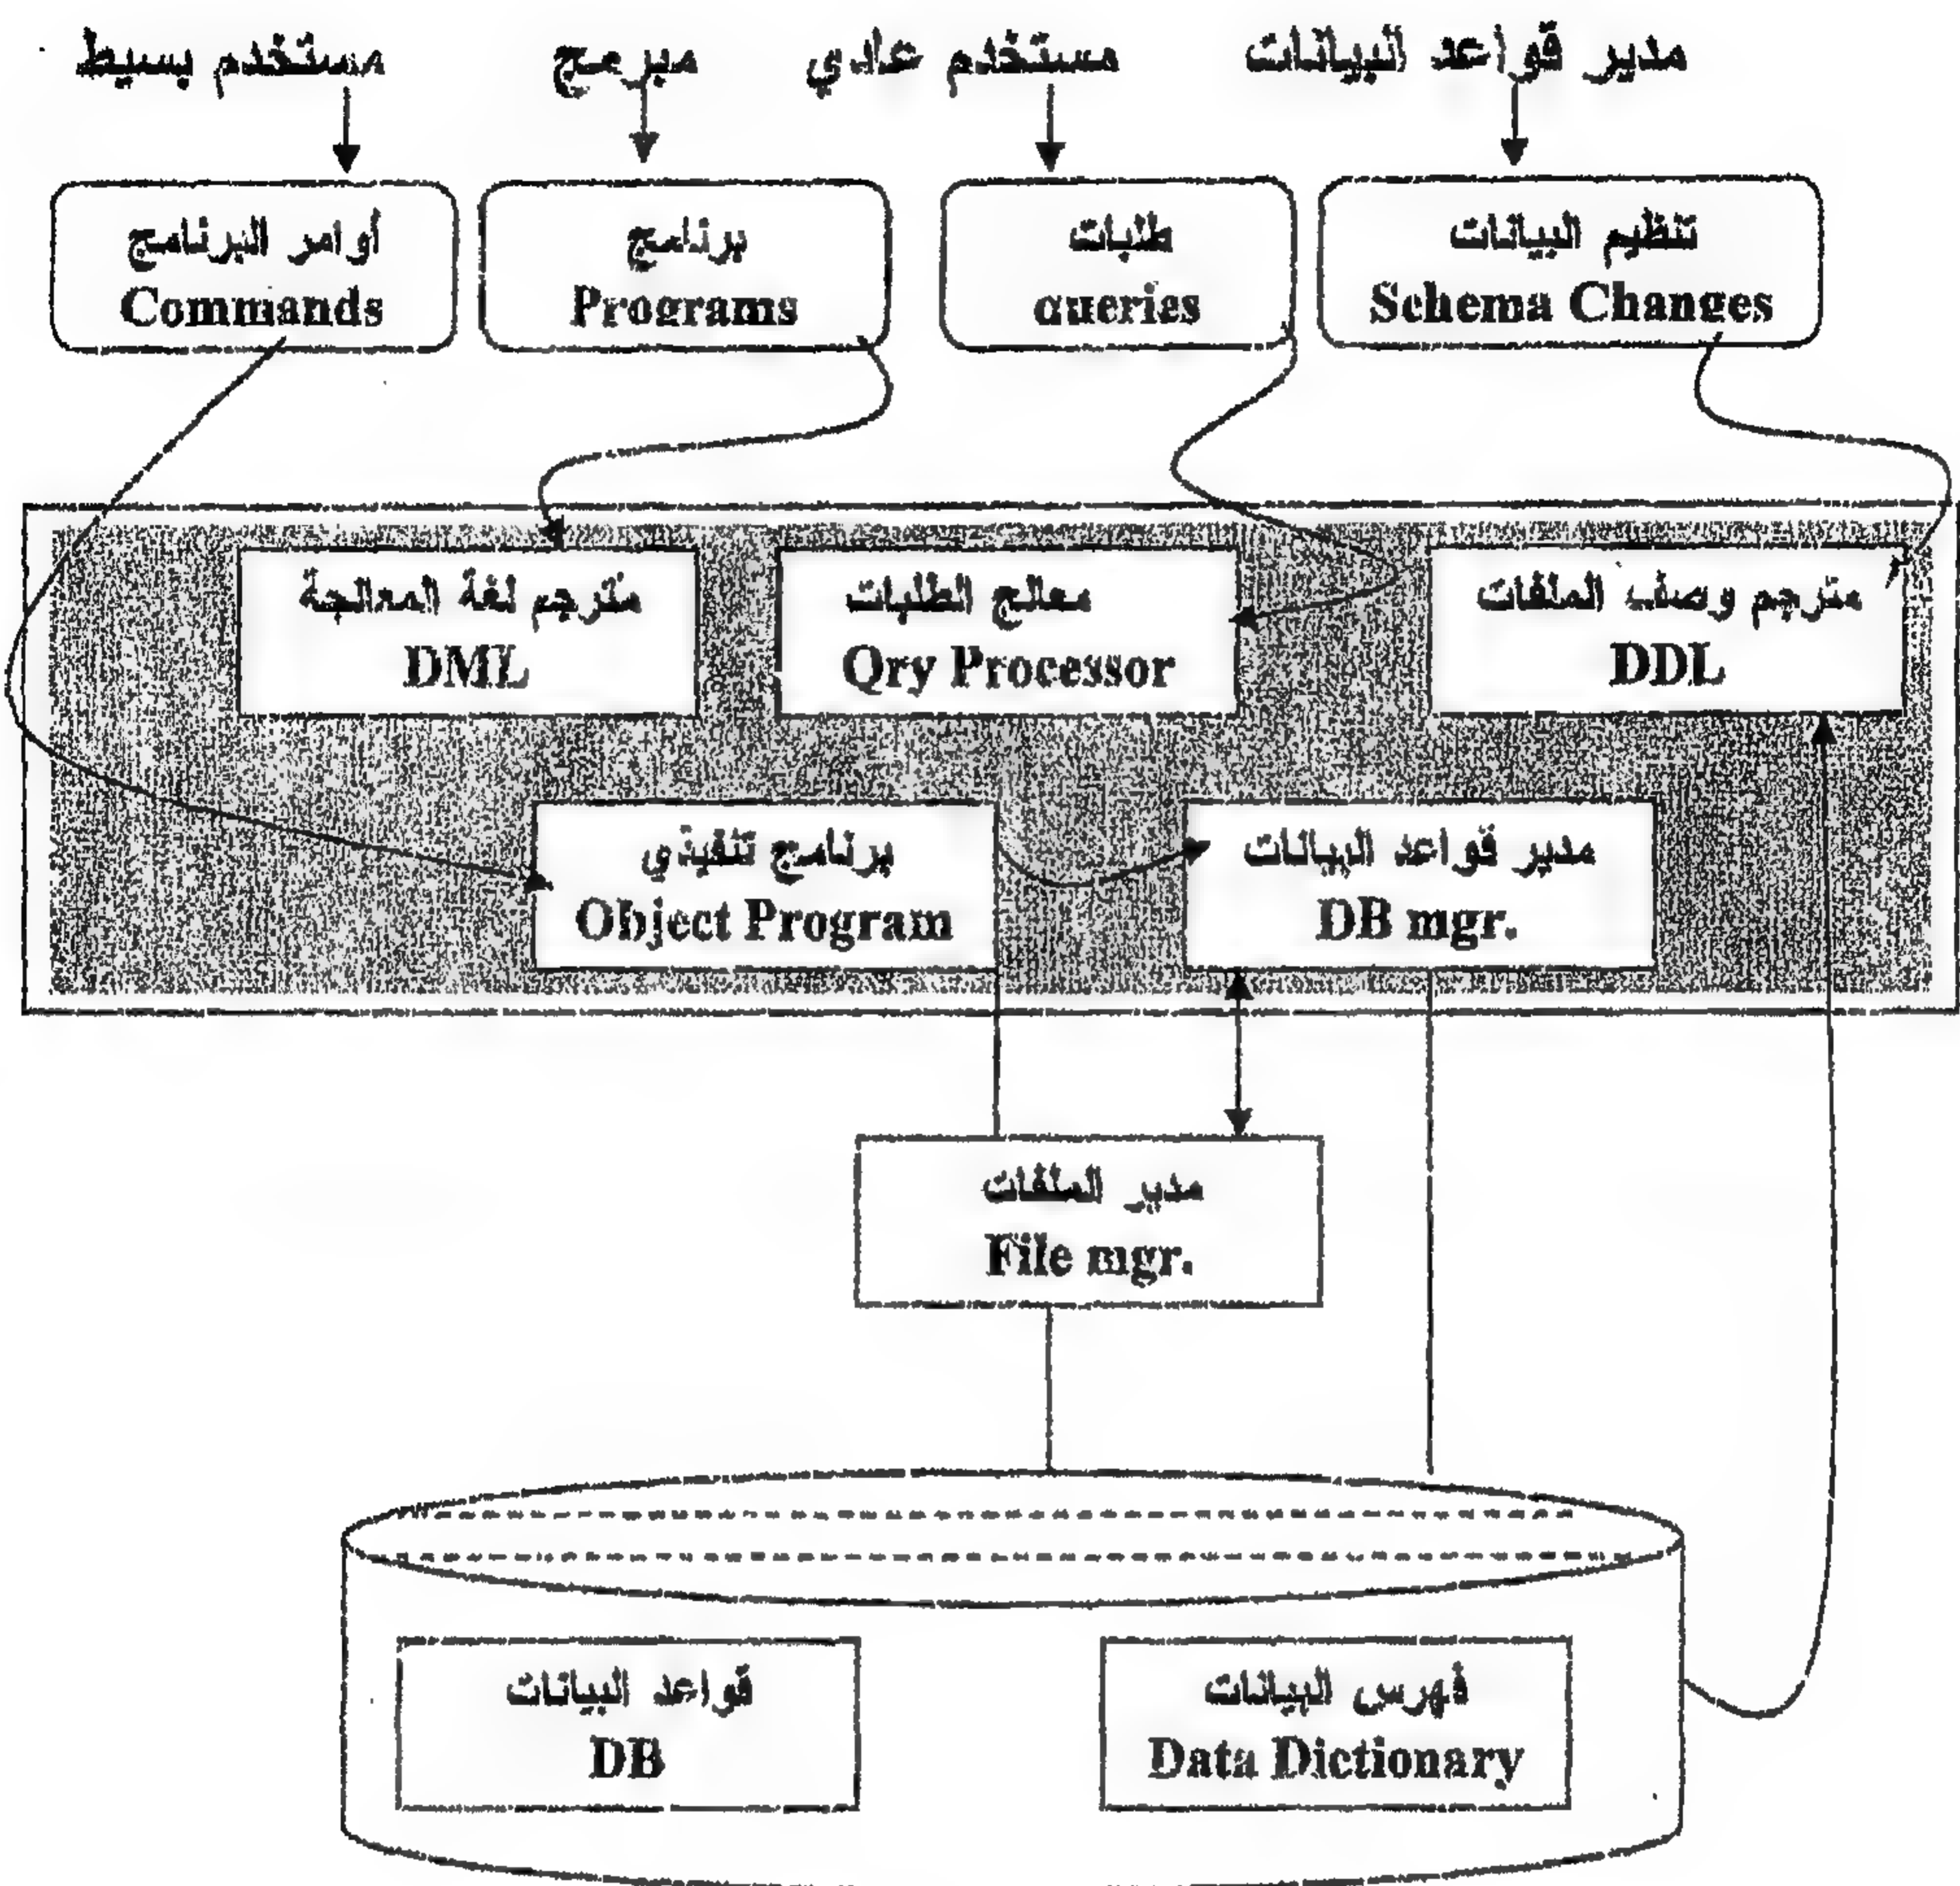 مدير قواعد البيانات
مستخدم عادي
مبرمج
مستخدم بسيط
تنظيم البيانات
Schema Changes
طلبات
queries
برنامج
Programs
أوامر البرنامج
Commands
مترجم وصف الملفات
DDL
معالج الطلبات
Qry Processor
مترجم لغة المعالجة
DML
مدير قواعد البيانات
DB mgr.
برنامج تنفيذي
Object Program
مدير الملفات
File mgr.
فهرس البيانات
Data Dictionary
قواعد البيانات
DB